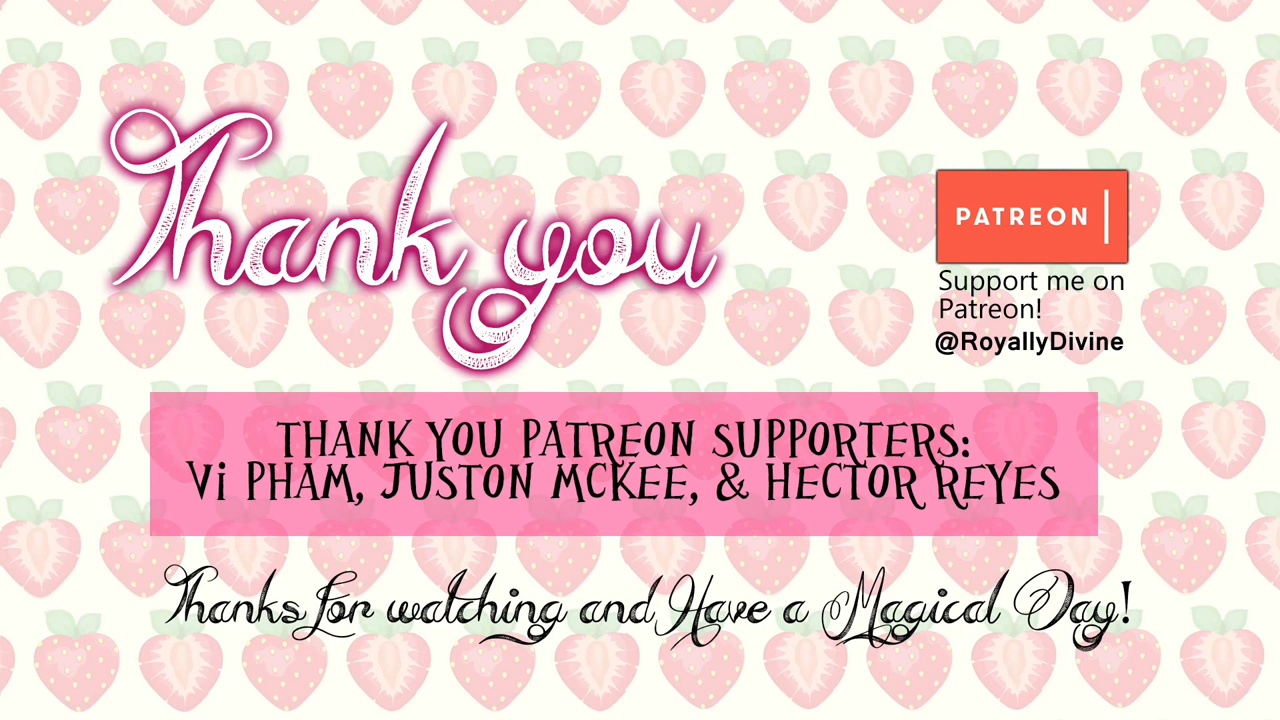 Thank you
PATREON
Support me on
Patreon!
@RoyallyDivine
THANK YOU PATREON SUPPORTERS:
Vi PHAM, JUSTON MCKEE, & HECTOR REYES
Thanks for watching and Have a Magical Day!